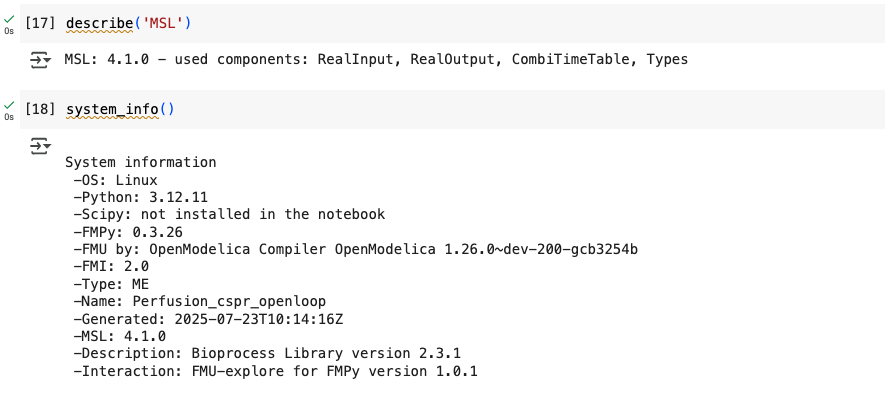 [17] describe('MSL')
0s
MSL: 4.1.0 - used components: RealInput, RealOutput, CombiTimeTable, Types
[18] system_info()
0s
System information
-OS: Linux
-Python: 3.12.11
-Scipy: not installed in the notebook
-FMPy: 0.3.26
-FMU by: OpenModelica Compiler OpenModelica 1.26.0~dev-200-gcb3254b
-FMI: 2.0
-Type: ME
-Name: Perfusion_cspr_openloop
-Generated: 2025-07-23T10:14:16Z
-MSL: 4.1.0
-Description: Bioprocess Library version 2.3.1
-Interaction: FMU-explore for FMPy version 1.0.1